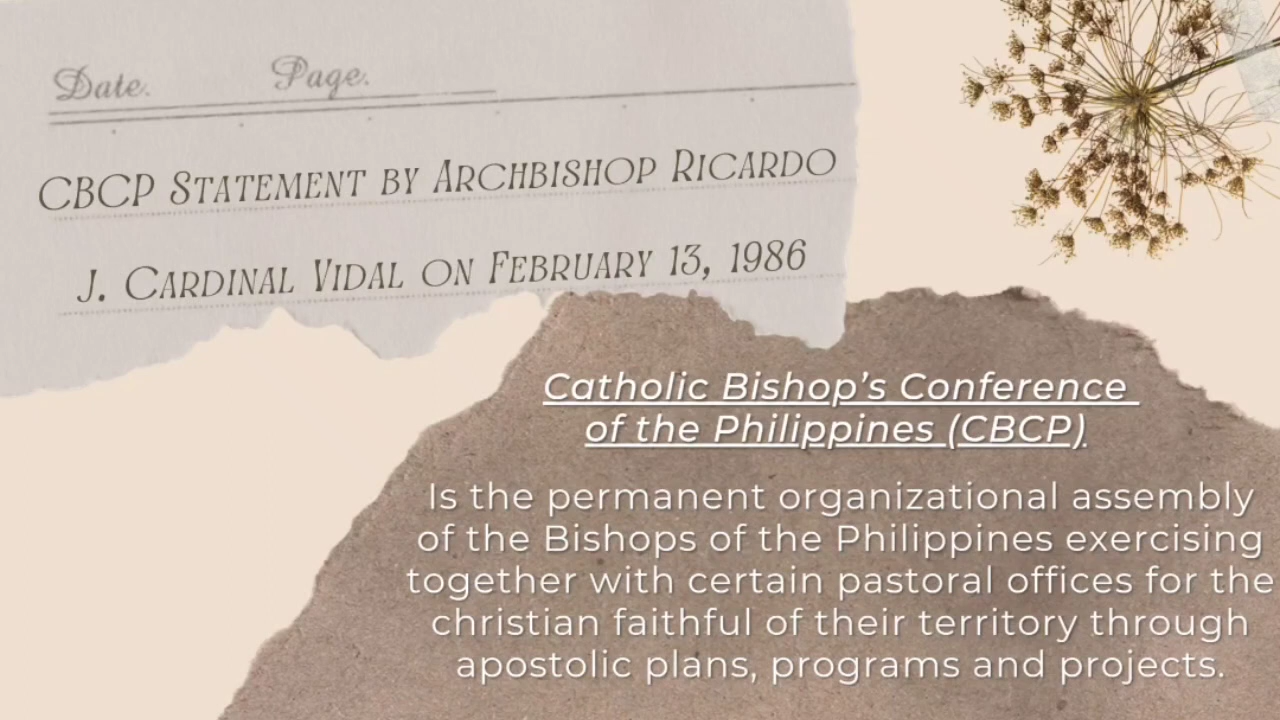 Date. Page.
CBCP Statement by Archbishop Ricardo
J. Cardinal Vidal on February 13, 1986
Catholic Bishop’s Conference
of the Philippines (CBCP)
Is the permanent organizational assembly
of the Bishops of the Philippines exercising
together with certain pastoral offices for the
christian faithful of their territory through
apostolic plans, programs and projects.